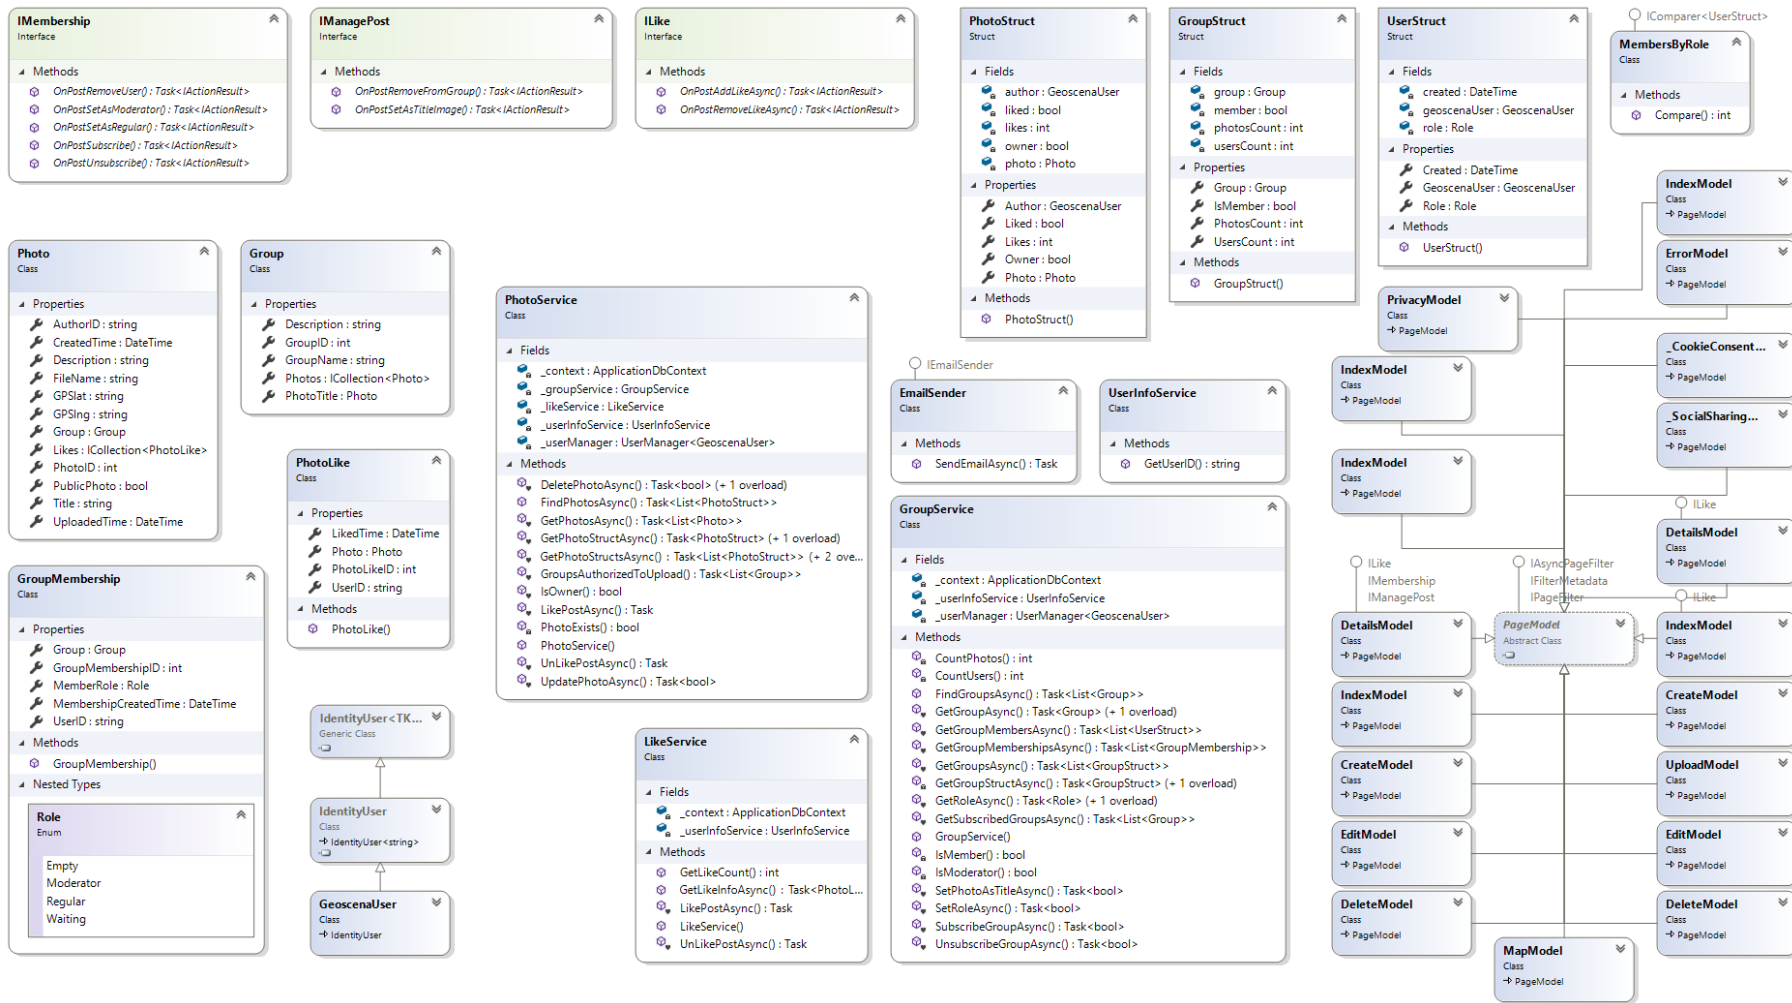 IMembership
Interface
Methods
OnPostRemoveUser() : Task<IActionResult>
OnPostSetAsModerator() : Task<IActionResult>
OnPostSetAsRegular() : Task<IActionResult>
OnPostSubscribe() : Task<IActionResult>
OnPostUnsubscribe() : Task<IActionResult>
IManagePost
Interface
Methods
OnPostRemoveFromGroup() : Task<IActionResult>
OnPostSetAsTitleImage() : Task<IActionResult>
ILike
Interface
Methods
OnPostAddLikeAsync() : Task<IActionResult>
OnPostRemoveLikeAsync() : Task<IActionResult>
PhotoStruct
Struct
Fields
author : GeoscenaUser
liked : bool
likes : int
owner : bool
photo : Photo
Properties
Author : GeoscenaUser
Liked : bool
Likes : int
Owner : bool
Photo : Photo
Methods
PhotoStruct()
GroupStruct
Struct
Fields
group : Group
member : bool
photosCount : int
usersCount : int
Properties
Group : Group
IsMember : bool
PhotosCount : int
UsersCount : int
Methods
GroupStruct()
UserStruct
Struct
Fields
created : DateTime
geoscenaUser : GeoscenaUser
role : Role
Properties
Created : DateTime
GeoscenaUser : GeoscenaUser
Role : Role
Methods
UserStruct()
IComparer<UserStruct>
MembersByRole
Class
Methods
Compare() : int
Photo
Class
Properties
AuthorID : string
CreatedTime : DateTime
Description : string
FileName : string
GPSlat : string
GPSlng : string
Group : Group
Likes : ICollection<PhotoLike>
PhotoID : int
PublicPhoto : bool
Title : string
UploadedTime : DateTime
Group
Class
Properties
Description : string
GroupID : int
GroupName : string
Photos : ICollection<Photo>
PhotoTitle : Photo
PhotoLike
Class
Properties
LikedTime : DateTime
Photo : Photo
PhotoLikeID : int
UserID : string
Methods
PhotoLike()
GroupMembership
Class
Properties
Group : Group
GroupMembershipID : int
MemberRole : Role
MembershipCreatedTime : DateTime
UserID : string
Methods
GroupMembership()
Nested Types
Role
Enum
Empty
Moderator
Regular
Waiting
IdentityUser<TK...
Generic Class
IdentityUser
Class
IdentityUser<string>
GeoscenaUser
Class
IdentityUser
PhotoService
Class
Fields
_context : ApplicationDbContext
_groupService : GroupService
_likeService : LikeService
_userInfoService : UserInfoService
_userManager : UserManager<GeoscenaUser>
Methods
DeletePhotoAsync() : Task<bool> (+ 1 overload)
FindPhotosAsync() : Task<List<PhotoStruct>>
GetPhotosAsync() : Task<List<Photo>>
GetPhotoStructAsync() : Task<PhotoStruct> (+ 1 overload)
GetPhotoStructsAsync() : Task<List<PhotoStruct>> (+ 2 ove...
GroupsAuthorizedToUpload() : Task<List<Group>>
IsOwner() : bool
LikePostAsync() : Task
PhotoExists() : bool
PhotoService()
UnLikePostAsync() : Task
UpdatePhotoAsync() : Task<bool>
LikeService
Class
Fields
_context : ApplicationDbContext
_userInfoService : UserInfoService
Methods
GetLikeCount() : int
GetLikeInfoAsync() : Task<PhotoL...
LikePostAsync() : Task
LikeService()
UnLikePostAsync() : Task
IEmailSender
EmailSender
Class
Methods
SendEmailAsync() : Task
UserInfoService
Class
Methods
GetUserID() : string
GroupService
Class
Fields
_context : ApplicationDbContext
_userInfoService : UserInfoService
_userManager : UserManager<GeoscenaUser>
Methods
CountPhotos() : int
CountUsers() : int
FindGroupsAsync() : Task<List<Group>>
GetGroupAsync() : Task<Group> (+ 1 overload)
GetGroupMembersAsync() : Task<List<UserStruct>>
GetGroupMembershipsAsync() : Task<List<GroupMembership>>
GetGroupsAsync() : Task<List<GroupStruct>>
GetGroupStructAsync() : Task<GroupStruct> (+ 1 overload)
GetRoleAsync() : Task<Role> (+ 1 overload)
GetSubscribedGroupsAsync() : Task<List<Group>>
GroupService()
IsMember() : bool
IsModerator() : bool
SetPhotoAsTitleAsync() : Task<bool>
SetRoleAsync() : Task<bool>
SubscribeGroupAsync() : Task<bool>
UnsubscribeGroupAsync() : Task<bool>
IndexModel
Class
PageModel
ErrorModel
Class
PageModel
PrivacyModel
Class
PageModel
_CookieConsent...
Class
PageModel
IndexModel
Class
PageModel
_SocialSharing...
Class
PageModel
IndexModel
Class
PageModel
ILike
DetailsModel
Class
PageModel
ILike
IMembership
IManagePost
DetailsModel
Class
PageModel
IAsyncPageFilter
IFilterMetadata
IPageFilter
PageModel
Abstract Class
ILike
IndexModel
Class
PageModel
IndexModel
Class
PageModel
CreateModel
Class
PageModel
CreateModel
Class
PageModel
UploadModel
Class
PageModel
EditModel
Class
PageModel
EditModel
Class
PageModel
DeleteModel
Class
PageModel
DeleteModel
Class
PageModel
MapModel
Class
PageModel